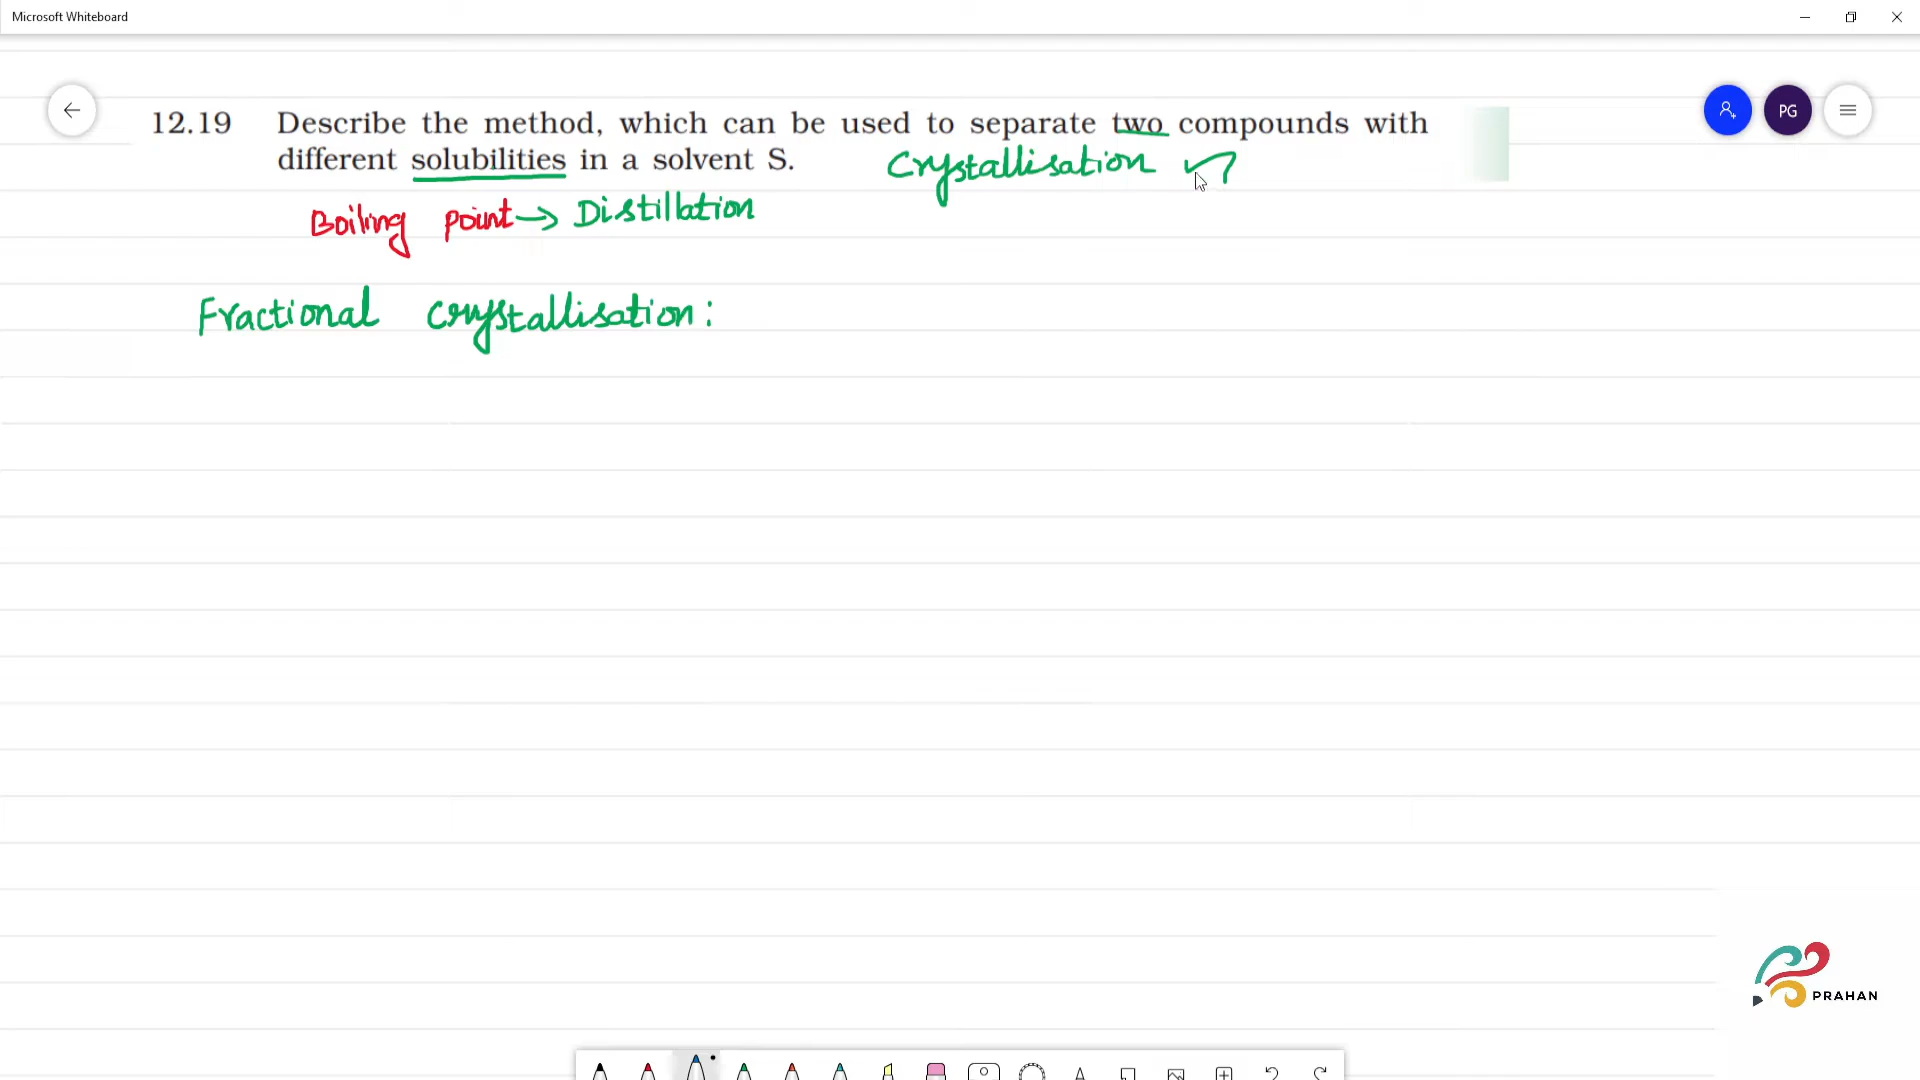 Microsoft Whiteboard
PG
12.19 Describe the method, which can be used to separate two compounds with
different solubilities in a solvent S. Crystallisation
Boiling point → Distillation
Fractional crystallisation:
PRAHAN